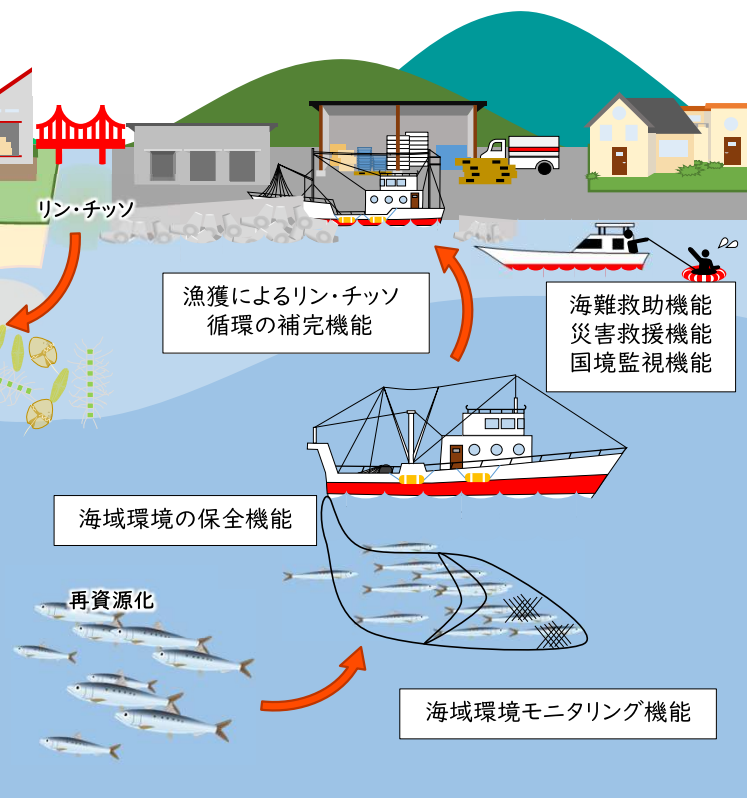 リン・チッソ
漁獲によるリン・チッソ
循環の補完機能
海難救助機能
災害救援機能
国境監視機能
海域環境の保全機能
再資源化
海域環境モニタリング機能